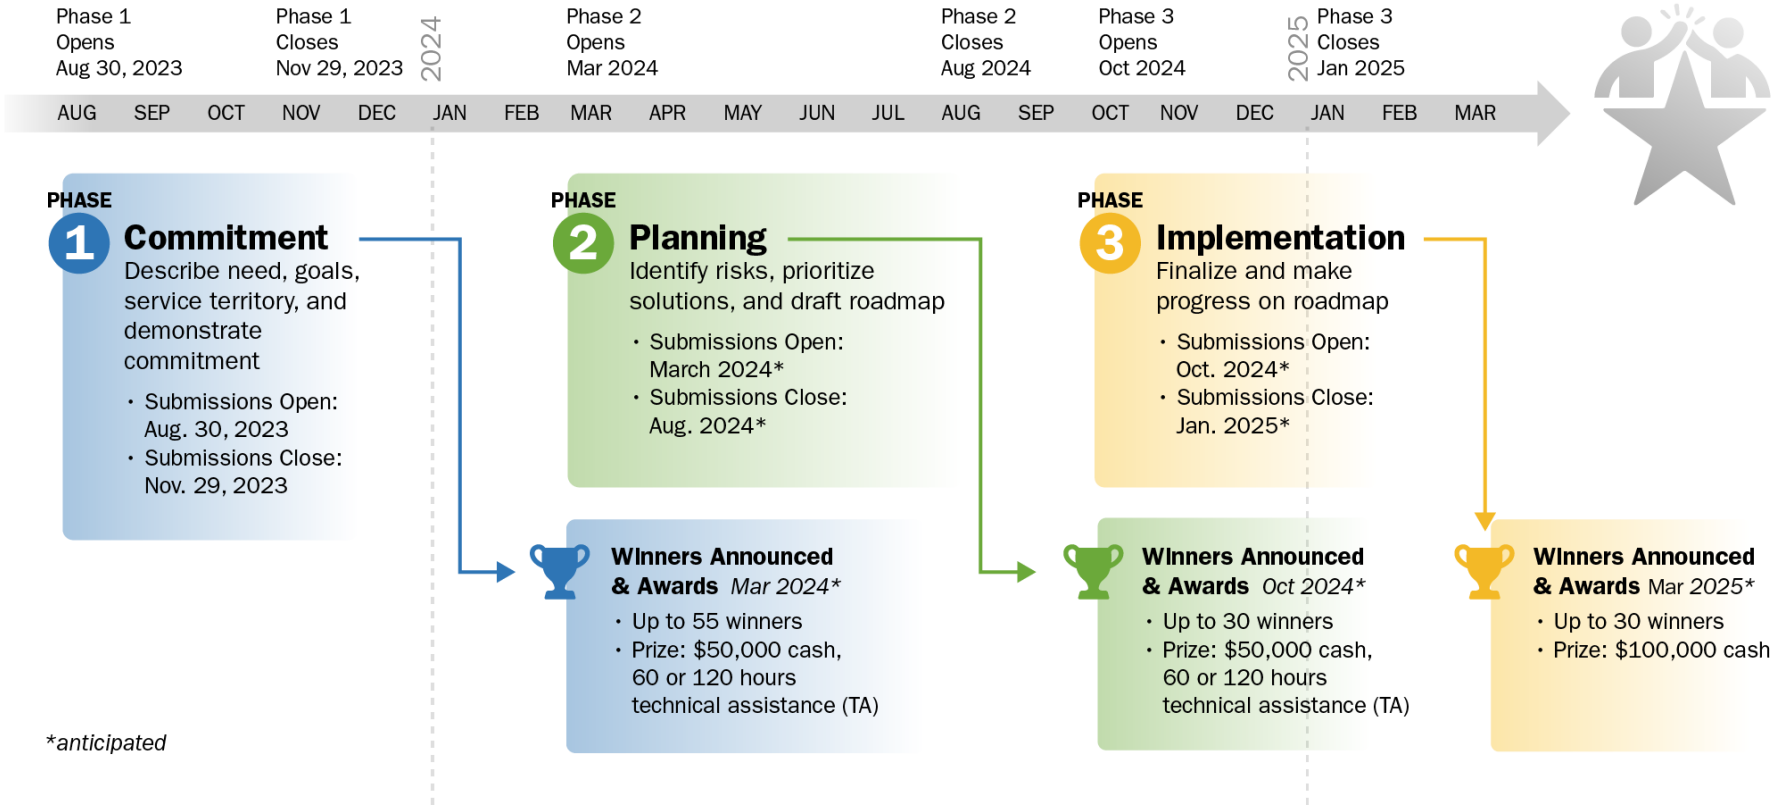 Phase 1
Opens
Aug 30, 2023
Phase 1
Closes
Nov 29, 2023
2024
Phase 2
Opens
Mar 2024
Phase 2
Closes
Aug 2024
Phase 3
Opens
Oct 2024
2025
Phase 3
Closes
Jan 2025
AUG SEP OCT NOV DEC JAN FEB MAR APR MAY JUN JUL AUG SEP OCT NOV DEC JAN FEB MAR
PHASE
1
Commitment
Describe need, goals,
service territory, and
demonstrate
commitment
• Submissions Open:
Aug. 30, 2023
• Submissions Close:
Nov. 29, 2023
PHASE
2
Planning
Identify risks, prioritize
solutions, and draft roadmap
• Submissions Open:
March 2024*
• Submissions Close:
Aug. 2024*
PHASE
3
Implementation
Finalize and make
progress on roadmap
• Submissions Open:
Oct. 2024*
• Submissions Close:
Jan. 2025*
WInners Announced
& Awards Mar 2024*
• Up to 55 winners
• Prize: $50,000 cash,
60 or 120 hours
technical assistance (TA)
WInners Announced
& Awards Oct 2024*
• Up to 30 winners
• Prize: $50,000 cash,
60 or 120 hours
technical assistance (TA)
WInners Announced
& Awards Mar 2025*
• Up to 30 winners
• Prize: $100,000 cash
*anticipated